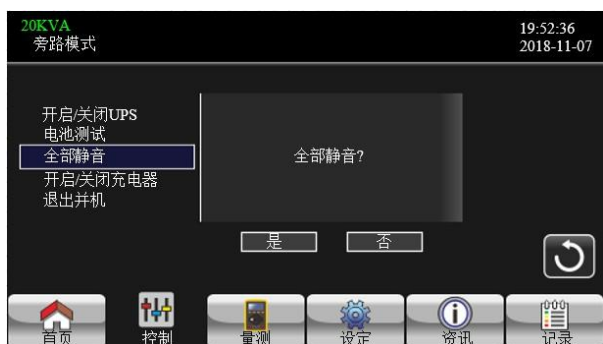 20KVA
旁路模式
19:52:36
2018-11-07
开启/关闭UPS
电池测试
全部静音
开启/关闭充电器
退出并机
全部静音?
是
否
首页
控制
量测
设定
资讯
记录